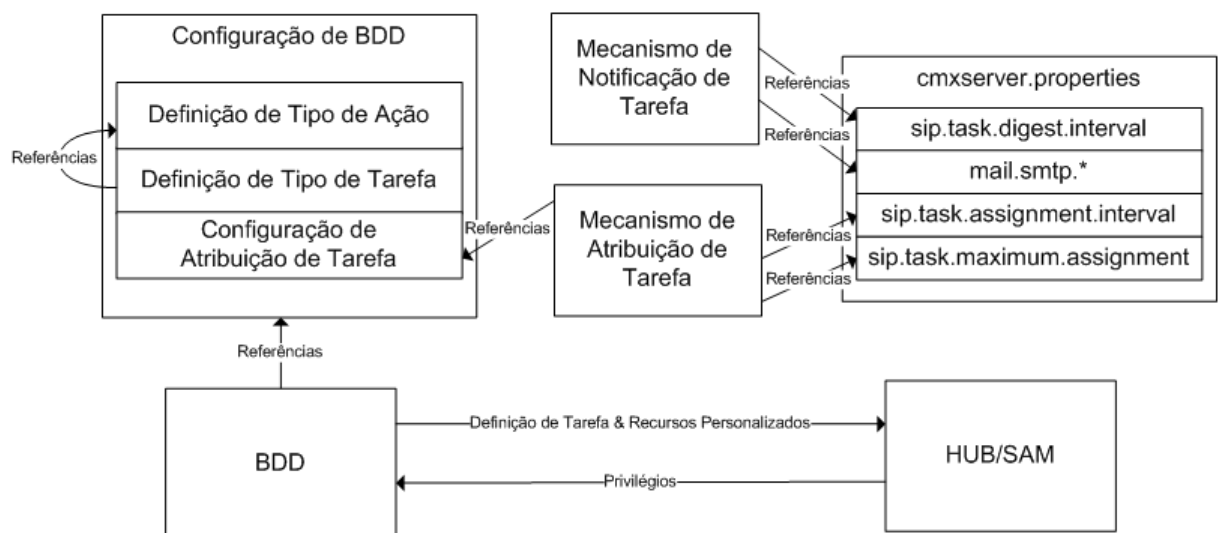 Configuração de BDD
Definição de Tipo de Ação
Definição de Tipo de Tarefa
Configuração de
Atribuição de Tarefa
Referências
Mecanismo de
Notificação de
Tarefa
Referências
Referências
cmxserver.properties
sip.task.digest.interval
mail.smtp.*
sip.task.assignment.interval
sip.task.maximum.assignment
Mecanismo de
Atribuição de
Tarefa
Referências
Referências
Referências
Referências
BDD
Definição de Tarefa & Recursos Personalizados
Privilégios
HUB/SAM